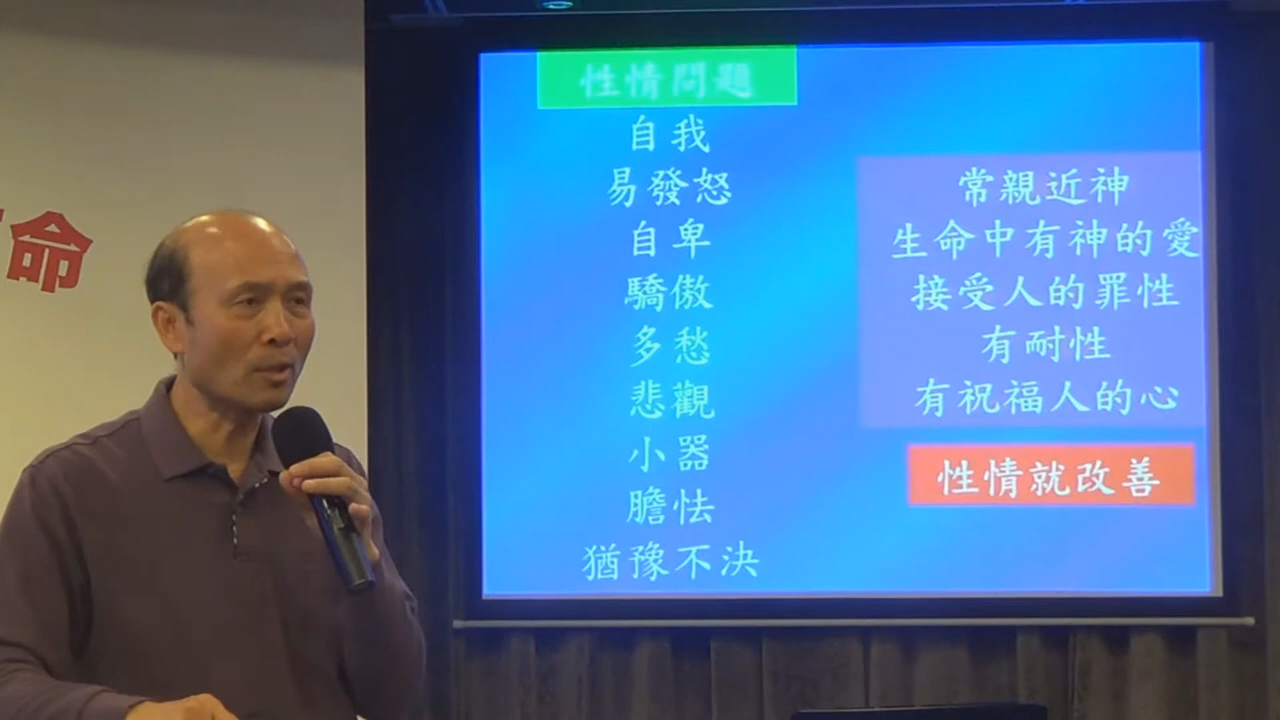 命
性情問題
自我
易發怒
自卑
驕傲
多愁
悲觀
小器
膽怯
猶豫不決
常親近神
生命中有神的愛
接受人的罪性
有耐性
有祝福人的心
性情就改善